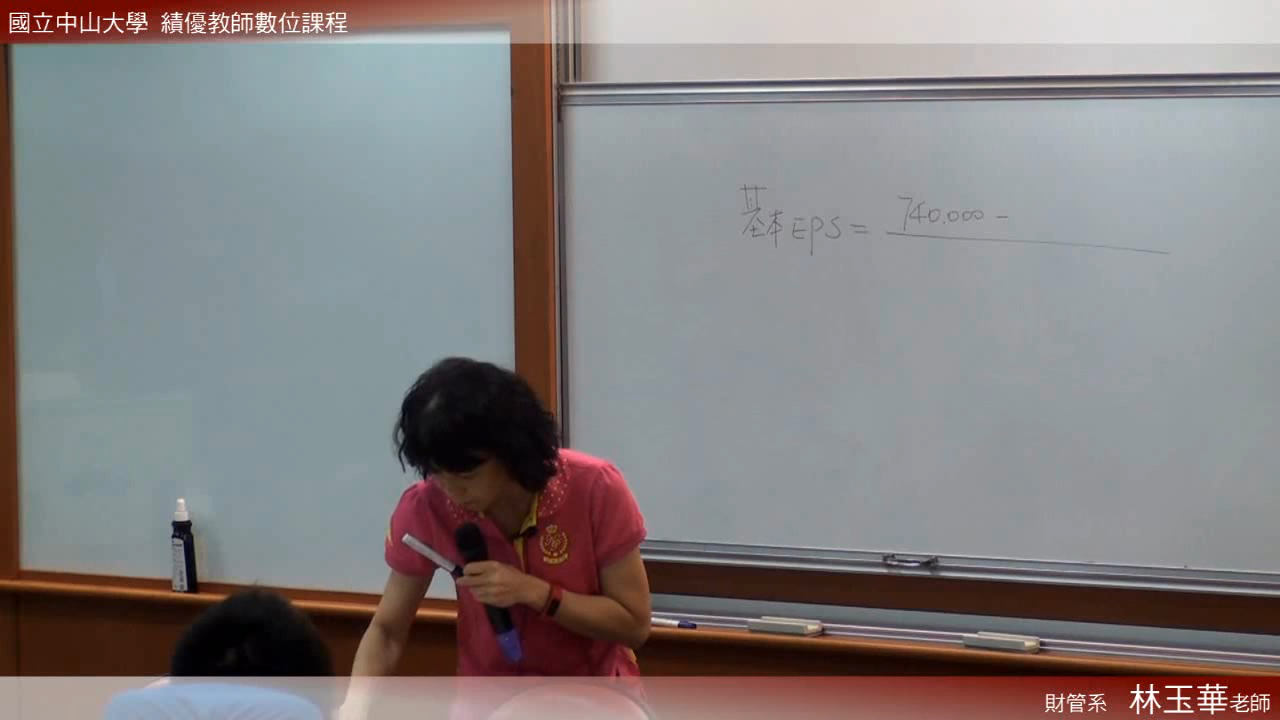 國立中山大學 績優教師數位課程
基本EPS = 740.000 -
財管系 林玉華老師